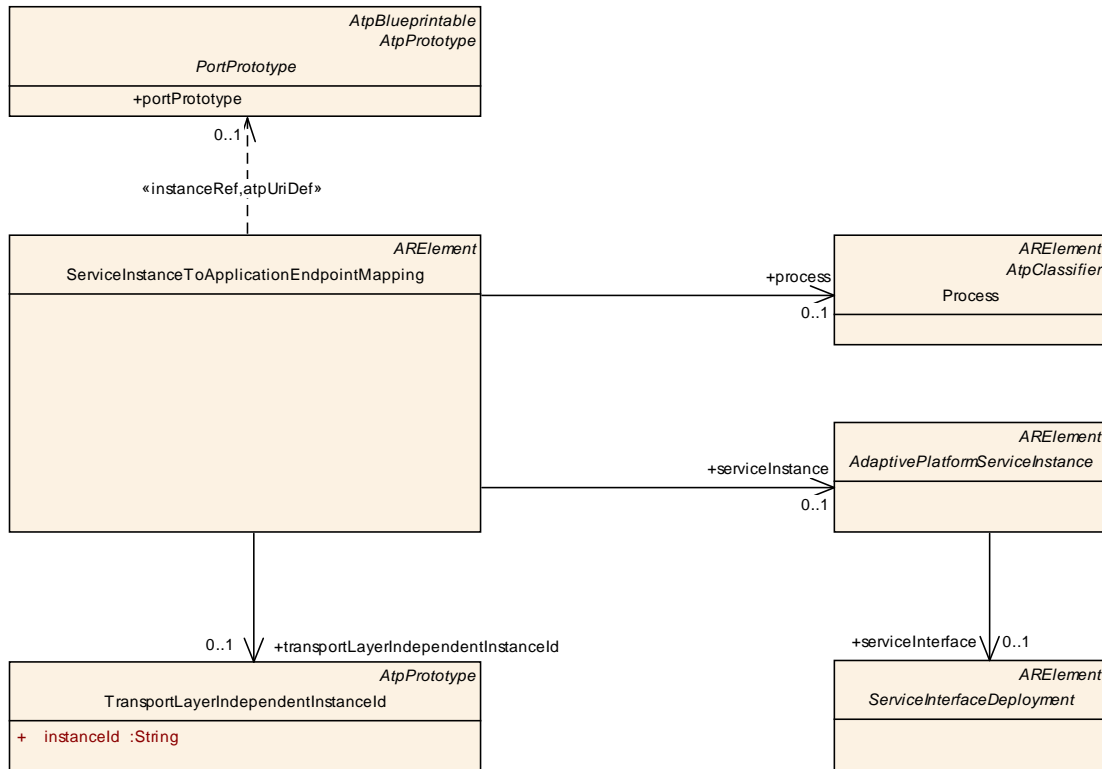 AtpBlueprintable
AtpPrototype
PortPrototype
+portPrototype
0..1
«instanceRef,atpUriDef»
ARElement
ServiceInstanceToApplicationEndpointMapping
+process
0..1
ARElement
AtpClassifier
Process
+serviceInstance
0..1
ARElement
AdaptivePlatformServiceInstance
0..1
+transportLayerIndependentInstanceId
+serviceInterface
0..1
AtpPrototype
TransportLayerIndependentInstanceId
+ instanceId :String
ARElement
ServiceInterfaceDeployment